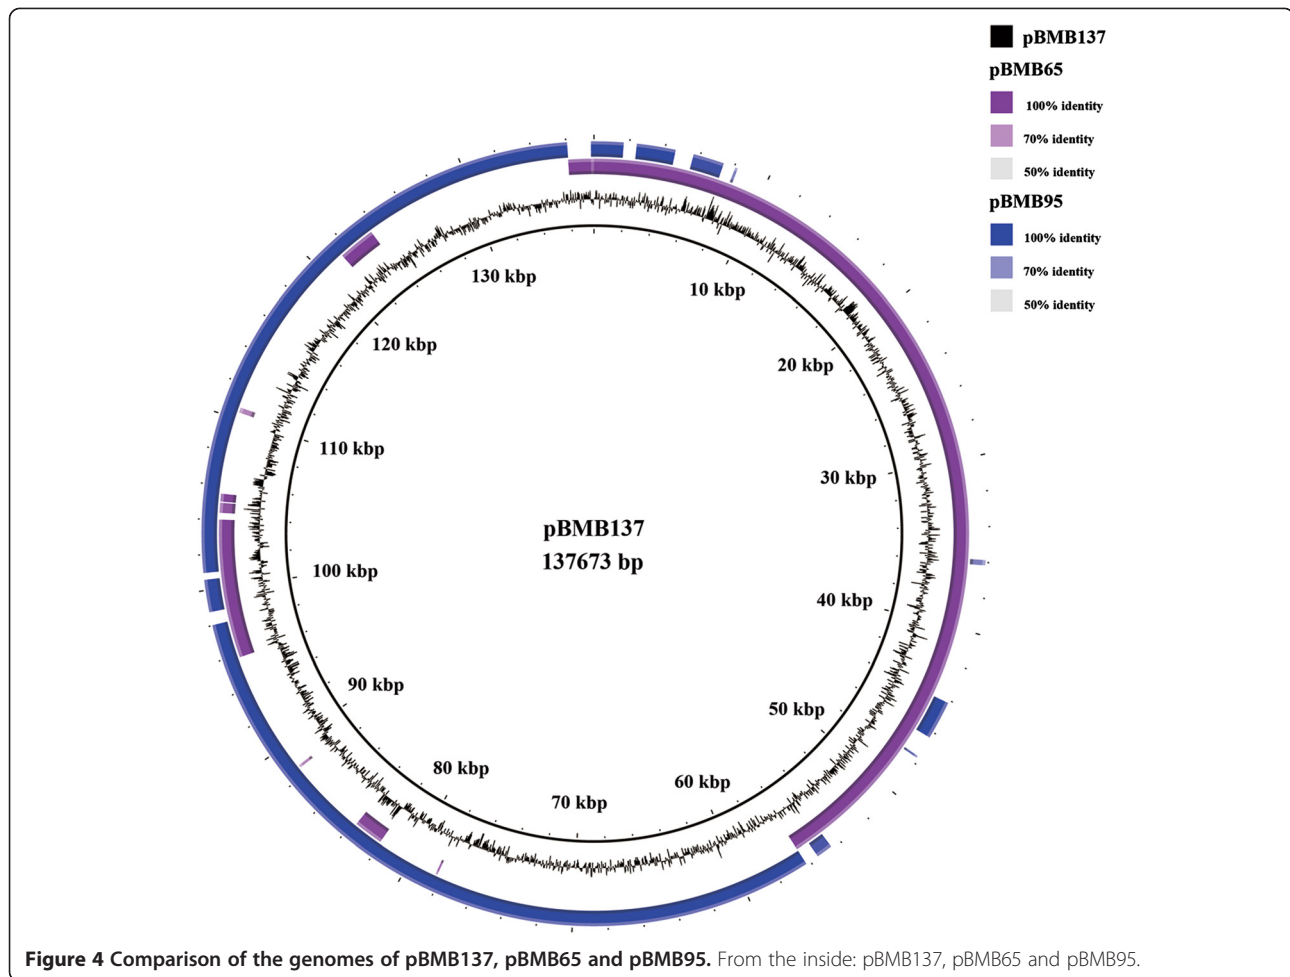 pBMB137
pBMB65
100% identity
70% identity
50% identity
pBMB95
100% identity
70% identity
50% identity
130 kbp
10 kbp
120 kbp
20 kbp
110 kbp
30 kbp
pBMB137
137673 bp
100 kbp
40 kbp
90 kbp
50 kbp
80 kbp
60 kbp
70 kbp
Figure 4 Comparison of the genomes of pBMB137, pBMB65 and pBMB95. From the inside: pBMB137, pBMB65 and pBMB95.